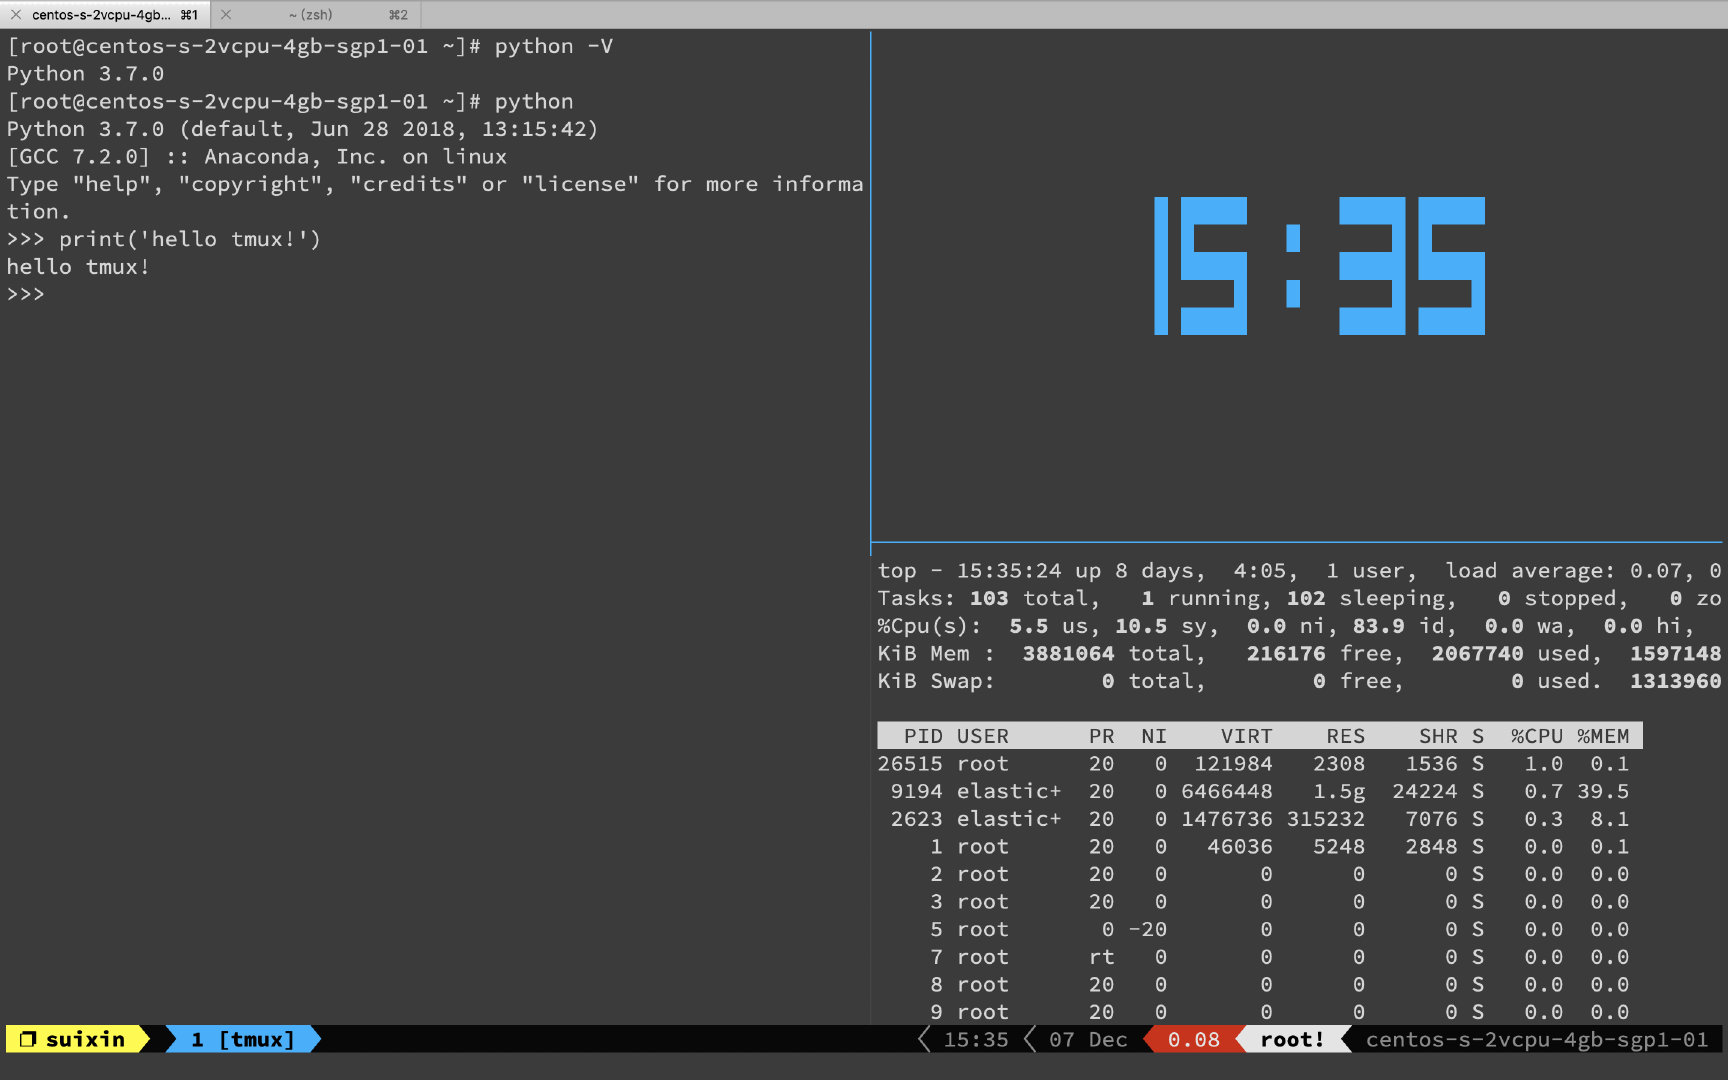 centos-s-2vcpu-4gb... ⌘1
~ (zsh) ⌘2
[root@centos-s-2vcpu-4gb-sgp1-01 ~]# python -V
Python 3.7.0
[root@centos-s-2vcpu-4gb-sgp1-01 ~]# python
Python 3.7.0 (default, Jun 28 2018, 13:15:42)
[GCC 7.2.0] :: Anaconda, Inc. on linux
Type "help", "copyright", "credits" or "license" for more informa
tion.
>>> print('hello tmux!')
hello tmux!
>>>
15:35
top - 15:35:24 up 8 days,  4:05,  1 user,  load average: 0.07, 0
Tasks: 103 total,   1 running, 102 sleeping,   0 stopped,   0 zo
%Cpu(s):  5.5 us, 10.5 sy,  0.0 ni, 83.9 id,  0.0 wa,  0.0 hi,
KiB Mem :  3881064 total,   216176 free,  2067740 used,  1597148
KiB Swap:        0 total,        0 free,        0 used.  1313960
PID USER      PR  NI    VIRT    RES    SHR S  %CPU %MEM
26515 root      20   0  121984   2308   1536 S   1.0  0.1
9194 elastic+  20   0 6466448   1.5g  24224 S   0.7 39.5
2623 elastic+  20   0 1476736 315232   7076 S   0.3  8.1
1 root      20   0   46036   5248   2848 S   0.0  0.1
2 root      20   0       0      0      0 S   0.0  0.0
3 root      20   0       0      0      0 S   0.0  0.0
5 root       0 -20       0      0      0 S   0.0  0.0
7 root      rt   0       0      0      0 S   0.0  0.0
8 root      20   0       0      0      0 S   0.0  0.0
9 root      20   0       0      0      0 S   0.0  0.0
suixin 1 [tmux] 15:35 07 Dec 0.08 root! centos-s-2vcpu-4gb-sgp1-01